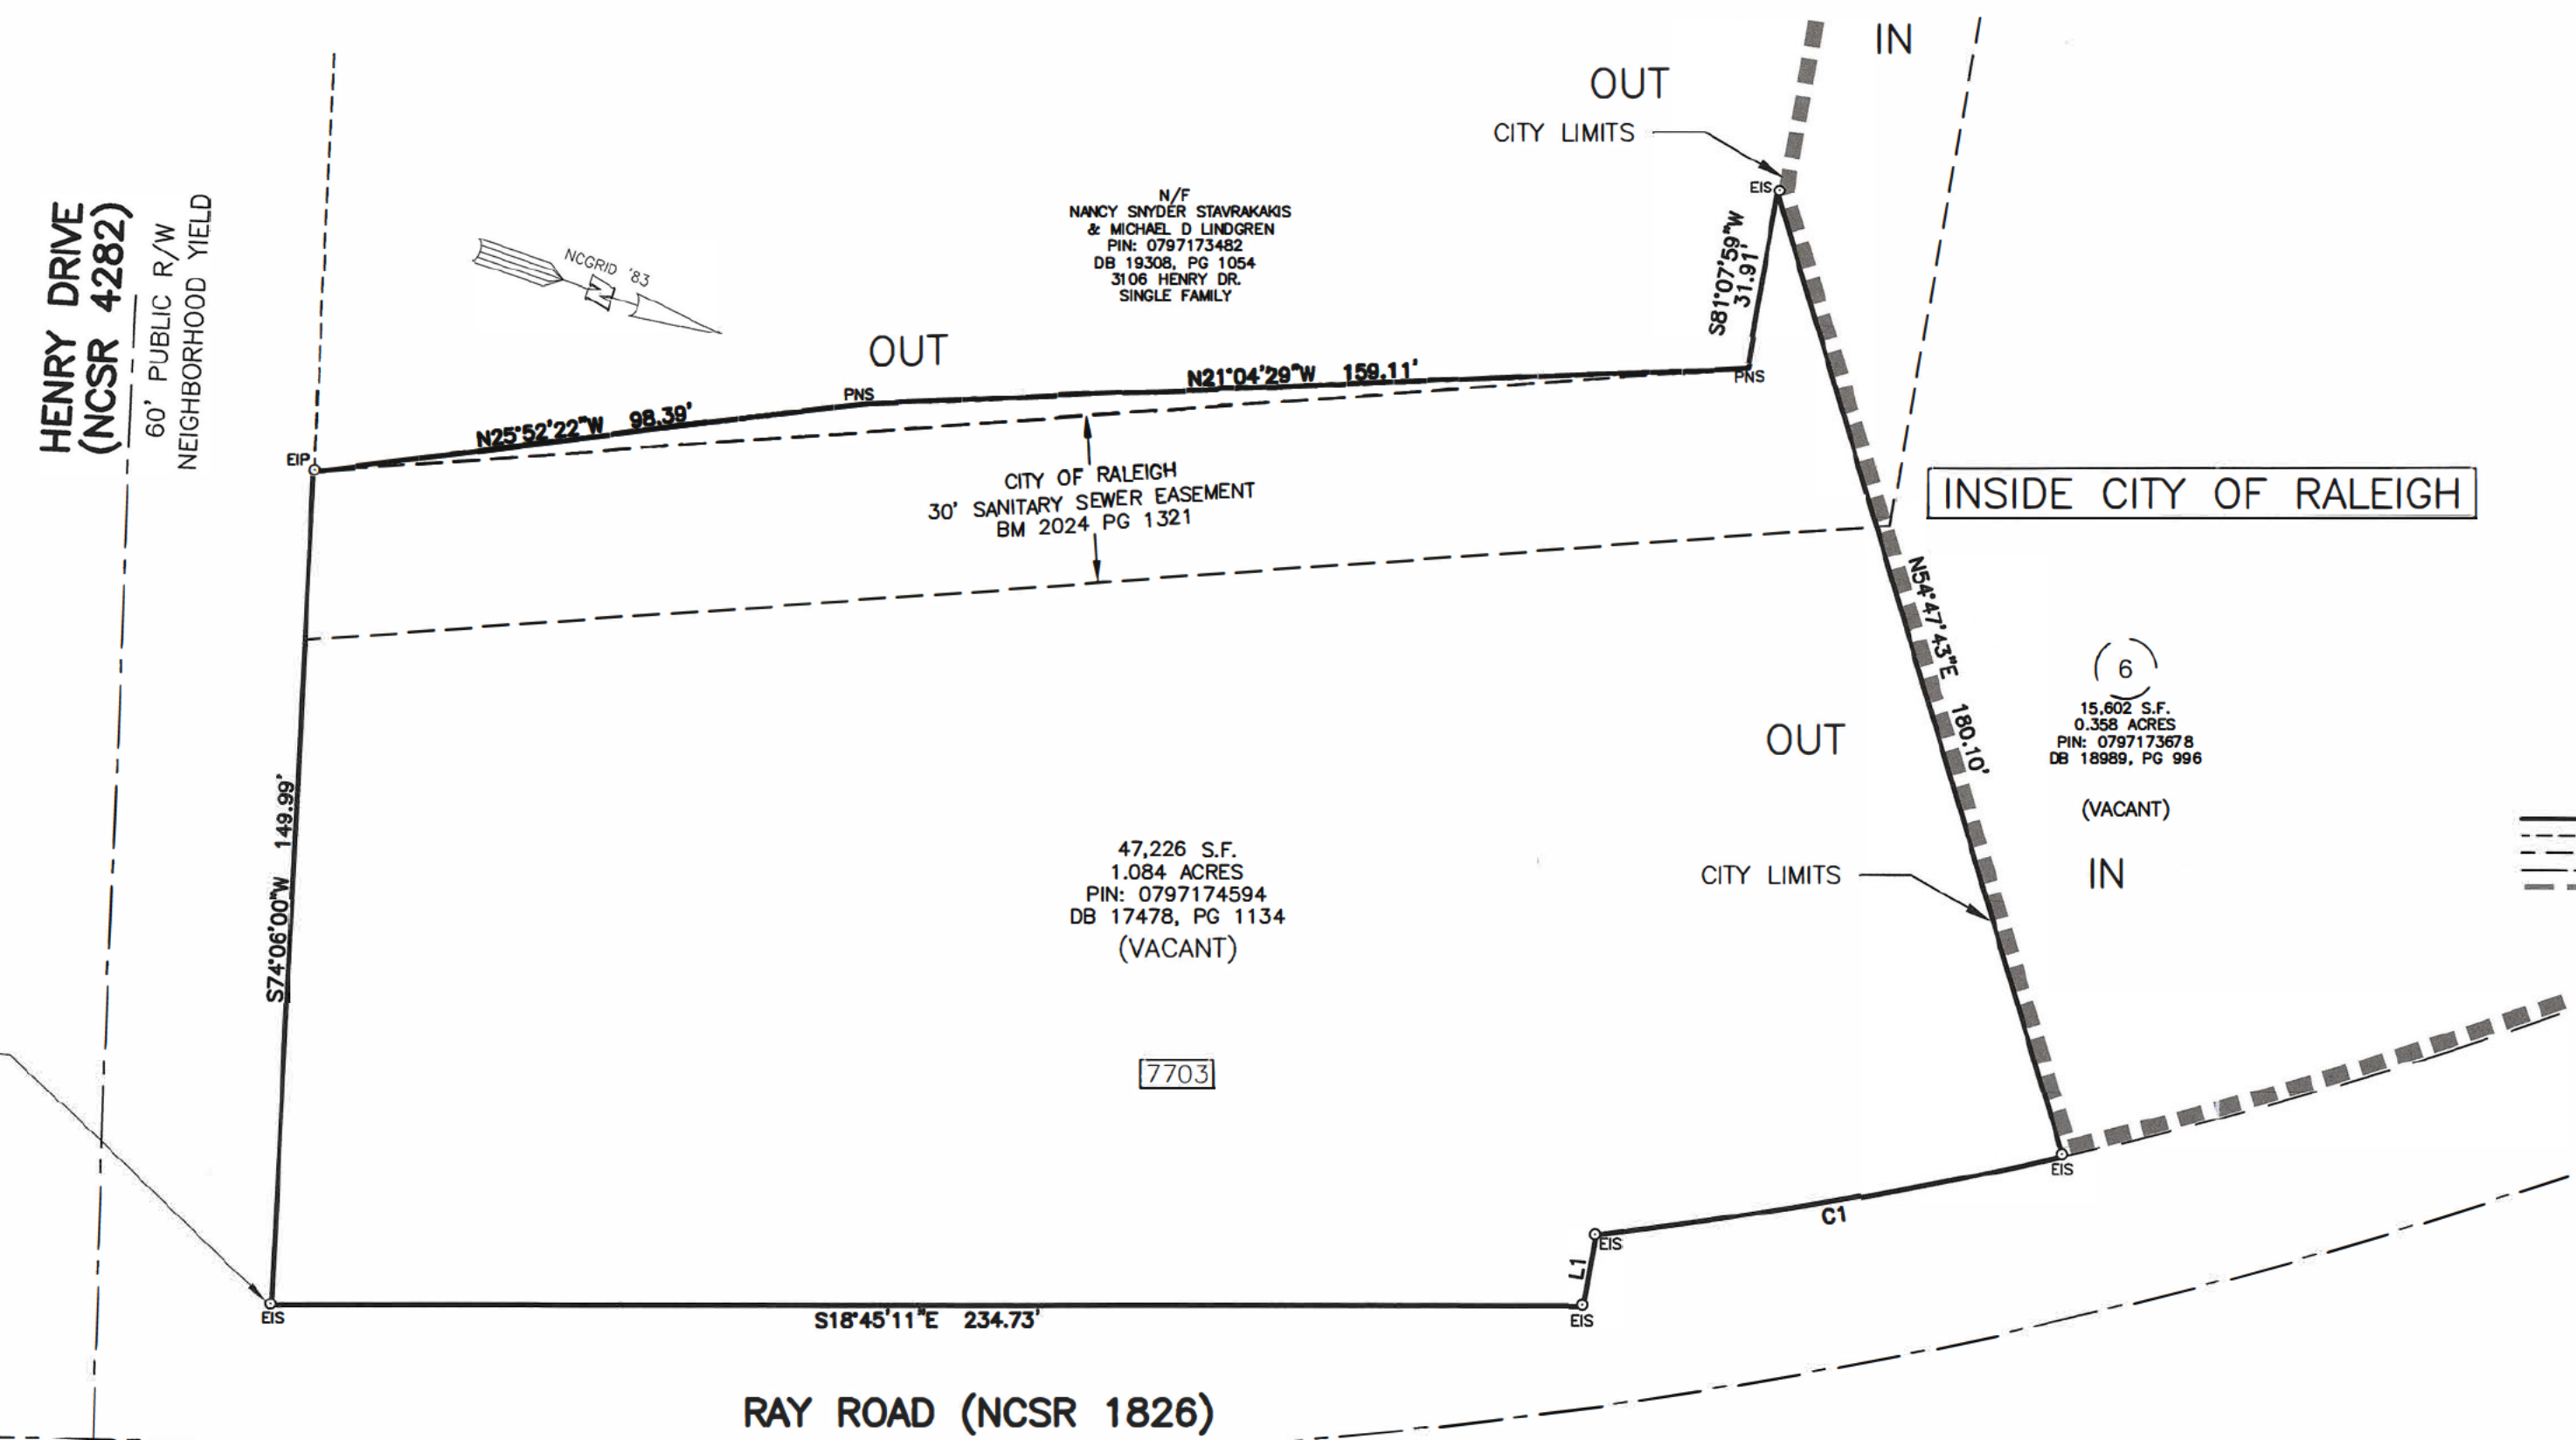 IN
OUT
CITY LIMITS
EIS
S81°07'59"W
31.91'
PNS
N/F
NANCY SNYDER STAVRAKAKIS
& MICHAEL D LINDGREN
PIN: 0797173482
DB 19308, PG 1054
3106 HENRY DR.
SINGLE FAMILY
HENRY DRIVE
(NCSR 4282)
60' PUBLIC R/W
NEIGHBORHOOD YIELD
NCGRID '83
N
OUT
N21°04'29"W 159.11'
PNS
N25°52'22"W 98.39'
EIP
CITY OF RALEIGH
30' SANITARY SEWER EASEMENT
BM 2024 PG 1321
INSIDE CITY OF RALEIGH
N54°47'43"E 180.10'
6
15,602 S.F.
0.358 ACRES
PIN: 0797173678
DB 18989, PG 996
(VACANT)
IN
OUT
CITY LIMITS
S74°06'00"W 149.99'
47,226 S.F.
1.084 ACRES
PIN: 0797174594
DB 17478, PG 1134
(VACANT)
7703
EIS
C1
EIS
L1
EIS
EIS
S18°45'11"E 234.73'
RAY ROAD (NCSR 1826)